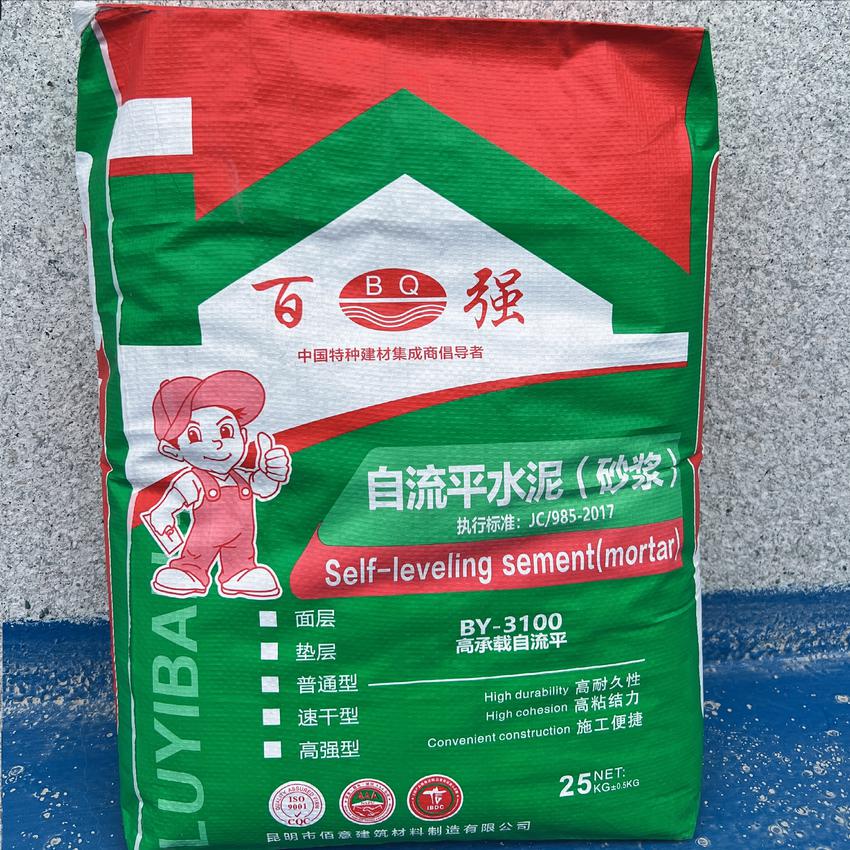 百 BQ 强
中国特种建材集成商倡导者
自流平水泥(砂浆)
执行标准：JC/985-2017
Self-leveling sement(mortar)
面层
垫层
普通型
速干型
高强型
BY-3100
高承载自流平
High durability 高耐久性
High cohesion 高粘结力
Convenient construction 施工便捷
25 NET:
KG±0.5KG
LUYIBA
QUALITY ASSURED FIRM
ISO
9001
CQC
IBDC
昆明市佰意建筑材料制造有限公司